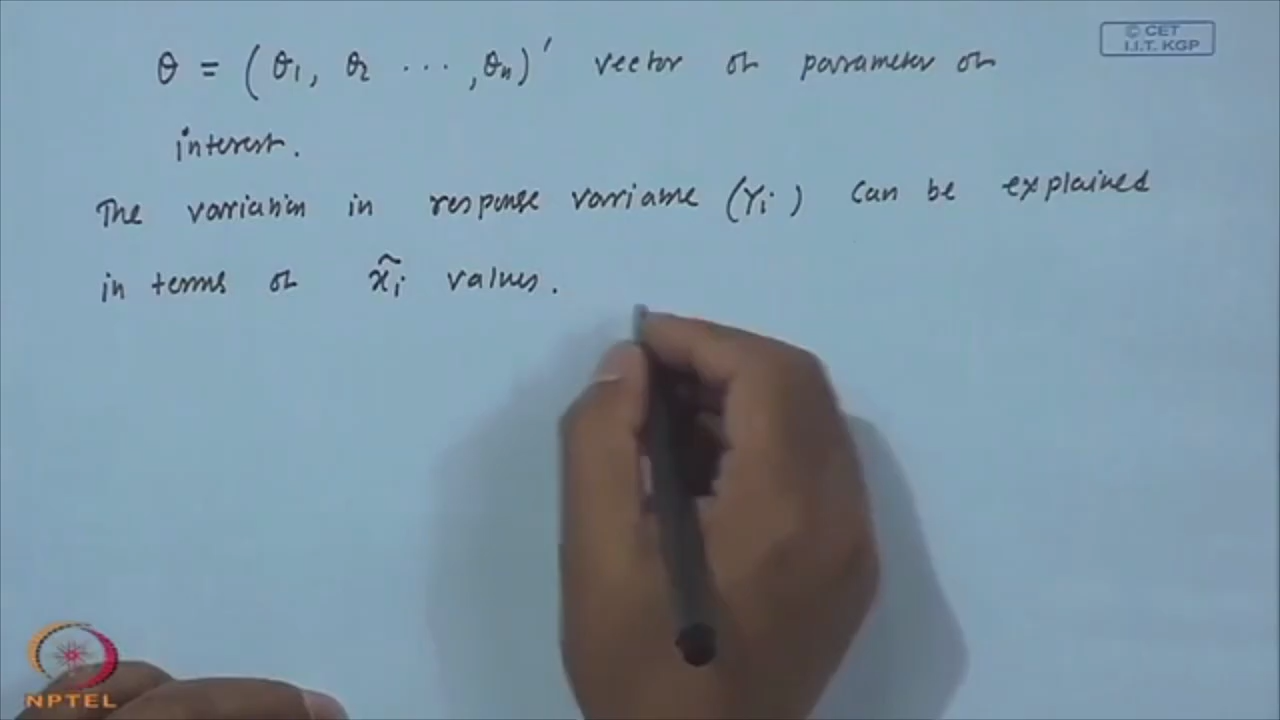 © CET
I.I.T. KGP
θ = (θ1, θ2 ... , θn)' vector of parameter of
interest.
The variation in response variable (Yi) can be explained
in terms of x̃i values.
NPTEL